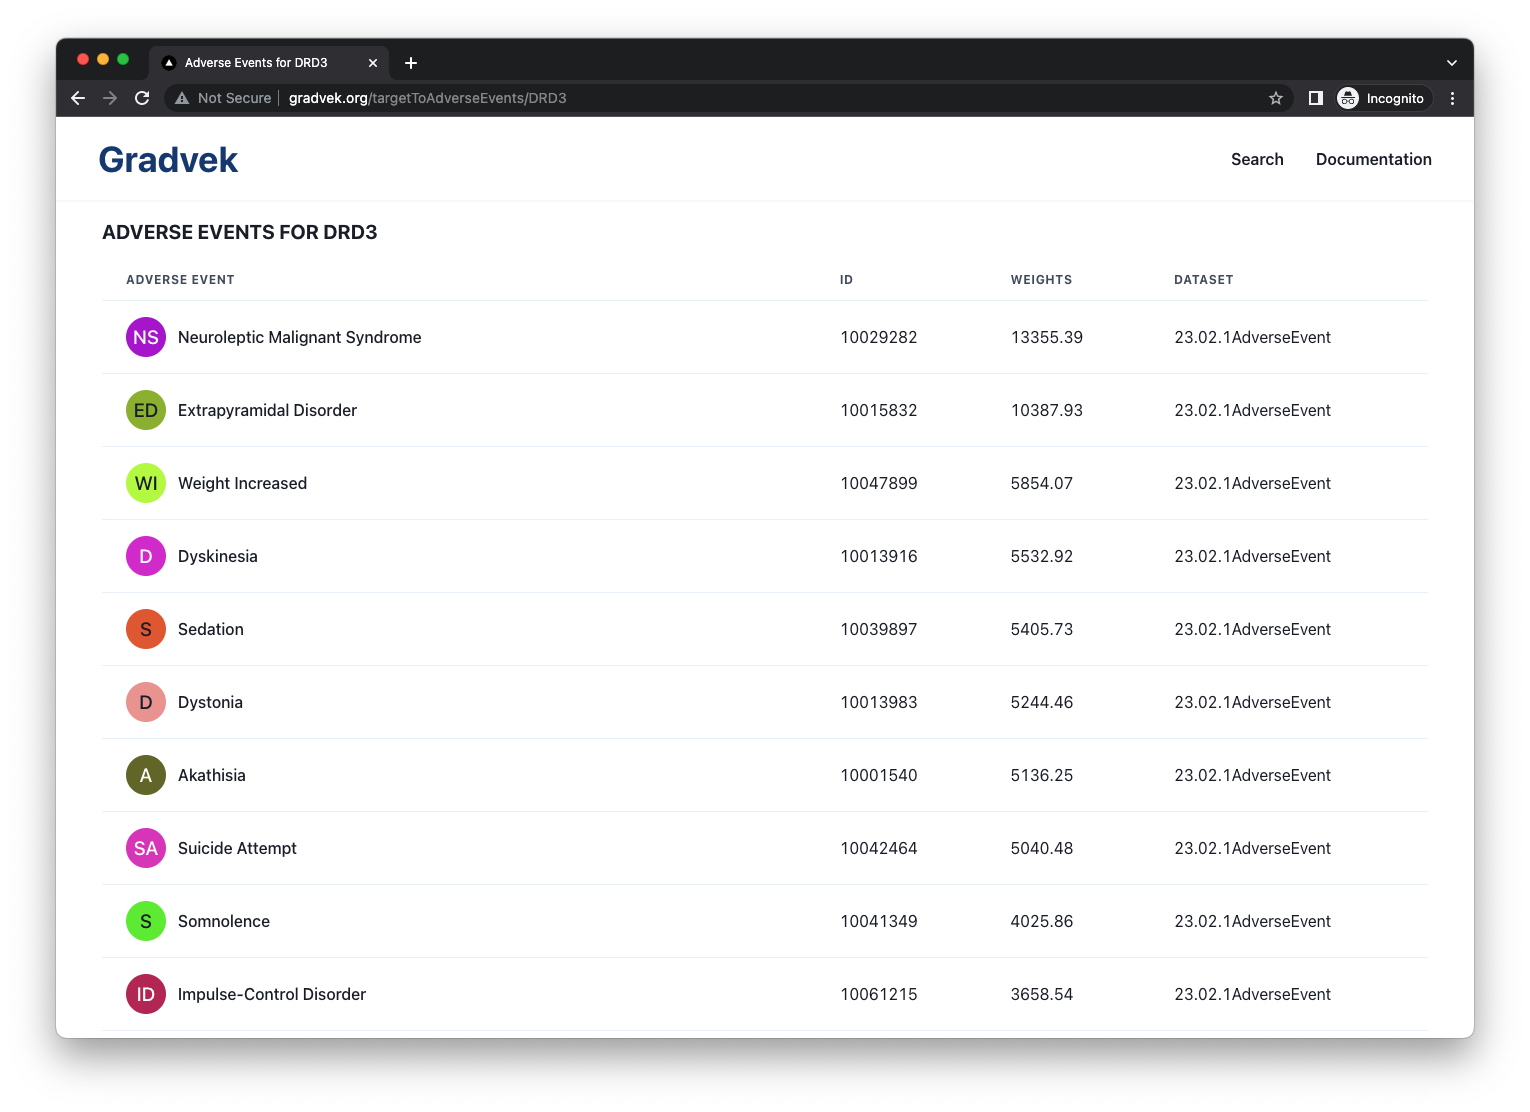 Adverse Events for DRD3
Not Secure gradvek.org/targetToAdverseEvents/DRD3 Incognito
Gradvek Search Documentation
ADVERSE EVENTS FOR DRD3
ADVERSE EVENT ID WEIGHTS DATASET
NS Neuroleptic Malignant Syndrome 10029282 13355.39 23.02.1AdverseEvent
ED Extrapyramidal Disorder 10015832 10387.93 23.02.1AdverseEvent
WI Weight Increased 10047899 5854.07 23.02.1AdverseEvent
D Dyskinesia 10013916 5532.92 23.02.1AdverseEvent
S Sedation 10039897 5405.73 23.02.1AdverseEvent
D Dystonia 10013983 5244.46 23.02.1AdverseEvent
A Akathisia 10001540 5136.25 23.02.1AdverseEvent
SA Suicide Attempt 10042464 5040.48 23.02.1AdverseEvent
S Somnolence 10041349 4025.86 23.02.1AdverseEvent
ID Impulse-Control Disorder 10061215 3658.54 23.02.1AdverseEvent